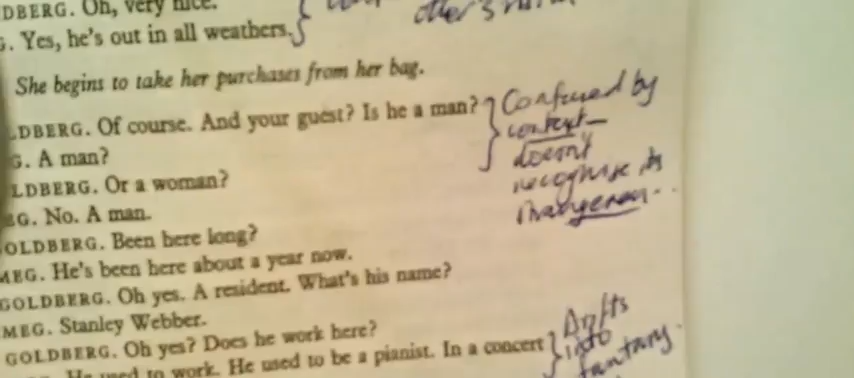 DBERG. Oh, very nice.
G. Yes, he's out in all weathers.
She begins to take her purchases from her bag.
LDBERG. Of course. And your guest? Is he a man?
G. A man?
LDBERG. Or a woman?
EG. No. A man.
OLDBERG. Been here long?
MEG. He's been here about a year now.
GOLDBERG. Oh yes. A resident. What's his name?
MEG. Stanley Webber.
GOLDBERG. Oh yes? Does he work here?
He used to work. He used to be a pianist. In a concert
Confused by
context—
doesn't
recognise its
Drifts
into
fantasy.